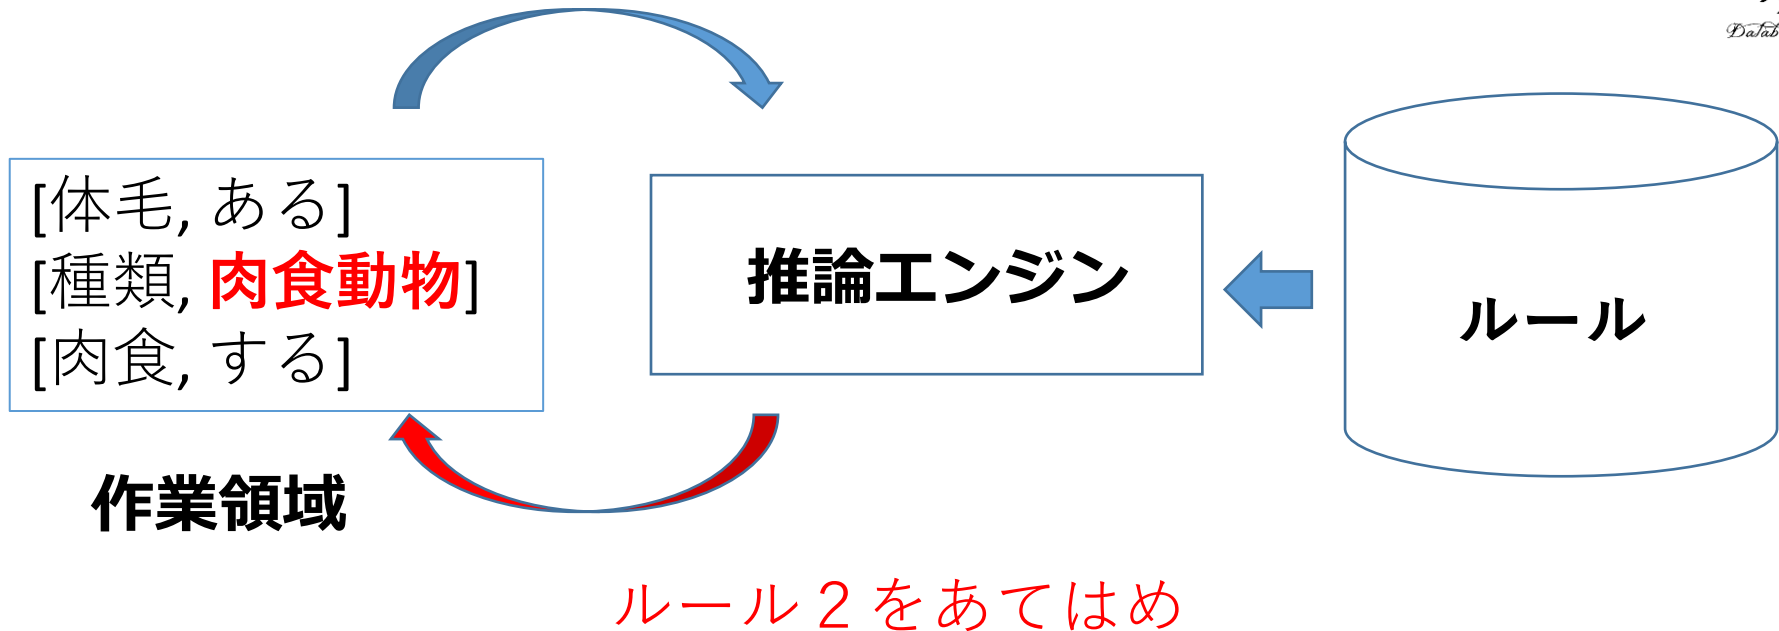 [体毛, ある]
[種類, 肉食動物]
[肉食, する]
作業領域
推論エンジン
ルール
ルール２をあてはめ